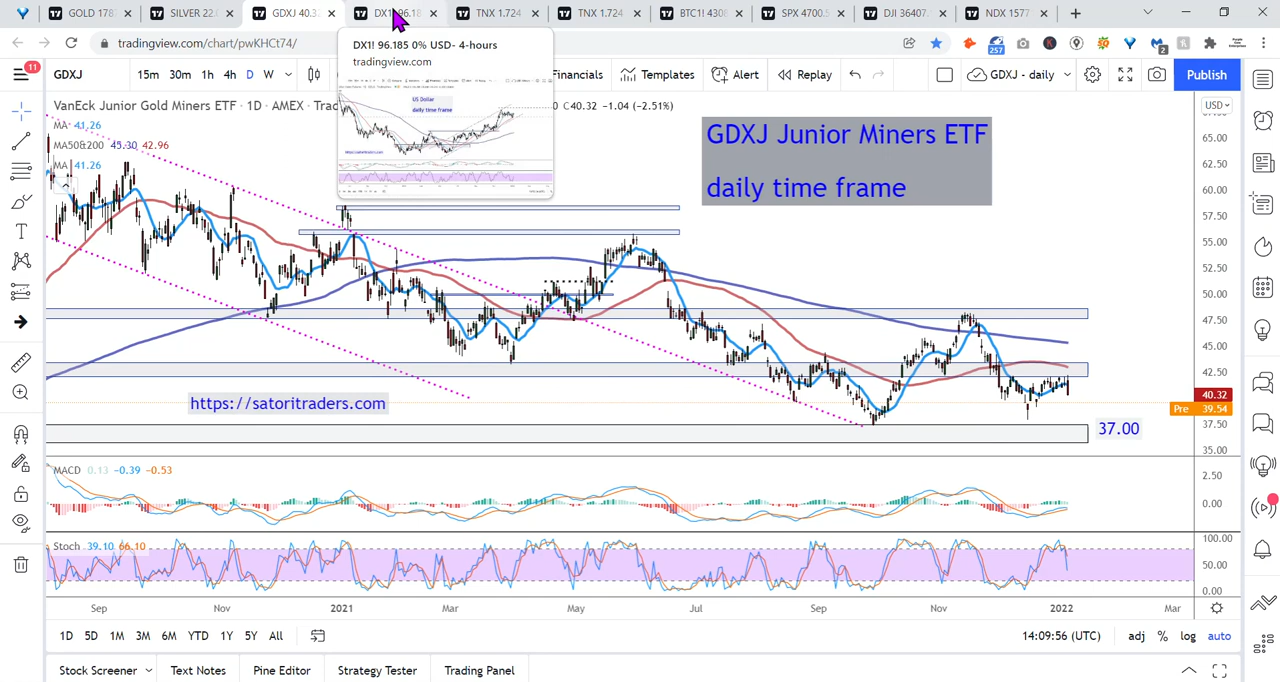 GOLD 178
SILVER 22.
GDXJ 40.32
DX1! 96.18
TNX 1.724
TNX 1.724
BTC1! 4308
SPX 4700.5
DJI 36407.
NDX 1577
tradingview.com/chart/pwKHCt74/
257
2
DX1! 96.185 0% USD- 4-hours
tradingview.com
US Dollar
daily time frame
11
GDXJ
15m 30m 1h 4h D W
Financials
Templates
Alert
Replay
GDXJ - daily
Publish
VanEck Junior Gold Miners ETF · 1D · AMEX · Trad
0 C40.32 -1.04 (-2.51%)
MA 41.26
MA50&200 45.30 42.96
MA 41.26
GDXJ Junior Miners ETF
daily time frame
https://satoritraders.com
37.00
USD
65.00
62.50
60.00
57.50
55.00
52.50
50.00
47.50
45.00
42.50
40.32
Pre 39.54
37.50
35.00
MACD 0.13 -0.39 -0.53
2.50
0.00
Stoch 39.10 66.10
100.00
50.00
0.00
Sep Nov 2021 Mar May Jul Sep Nov 2022 Mar
1D 5D 1M 3M 6M YTD 1Y 5Y All
14:09:56 (UTC)
adj % log auto
Stock Screener
Text Notes
Pine Editor
Strategy Tester
Trading Panel